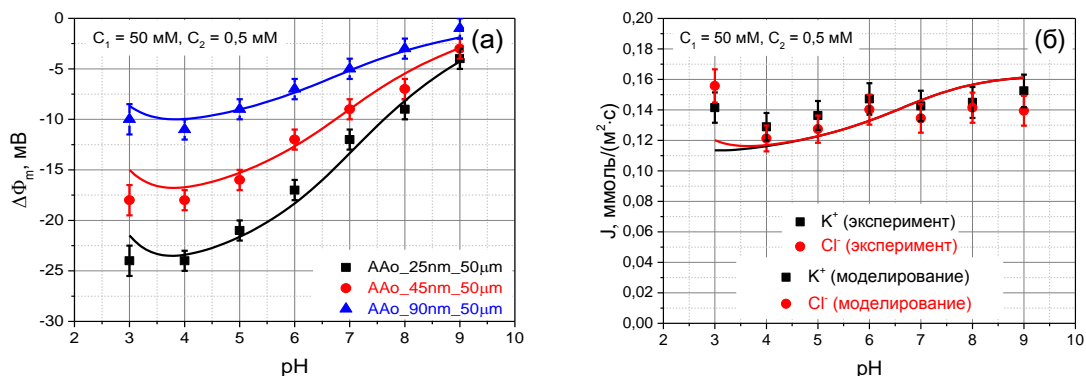 (а)
C₁ = 50 мМ, C₂ = 0,5 мМ
0
-5
-10
-15
-20
-25
-30
ΔΦₘ, мВ
AAo_25nm_50μm
AAo_45nm_50μm
AAo_90nm_50μm
2 3 4 5 6 7 8 9 10
pH
(б)
C₁ = 50 мМ, C₂ = 0,5 мМ
0,20
0,18
0,16
0,14
0,12
0,10
0,08
0,06
0,04
0,02
0,00
J, ммоль/(м²·с)
K⁺ (эксперимент)
Cl⁻ (эксперимент)
K⁺ (моделирование)
Cl⁻ (моделирование)
2 3 4 5 6 7 8 9 10
pH